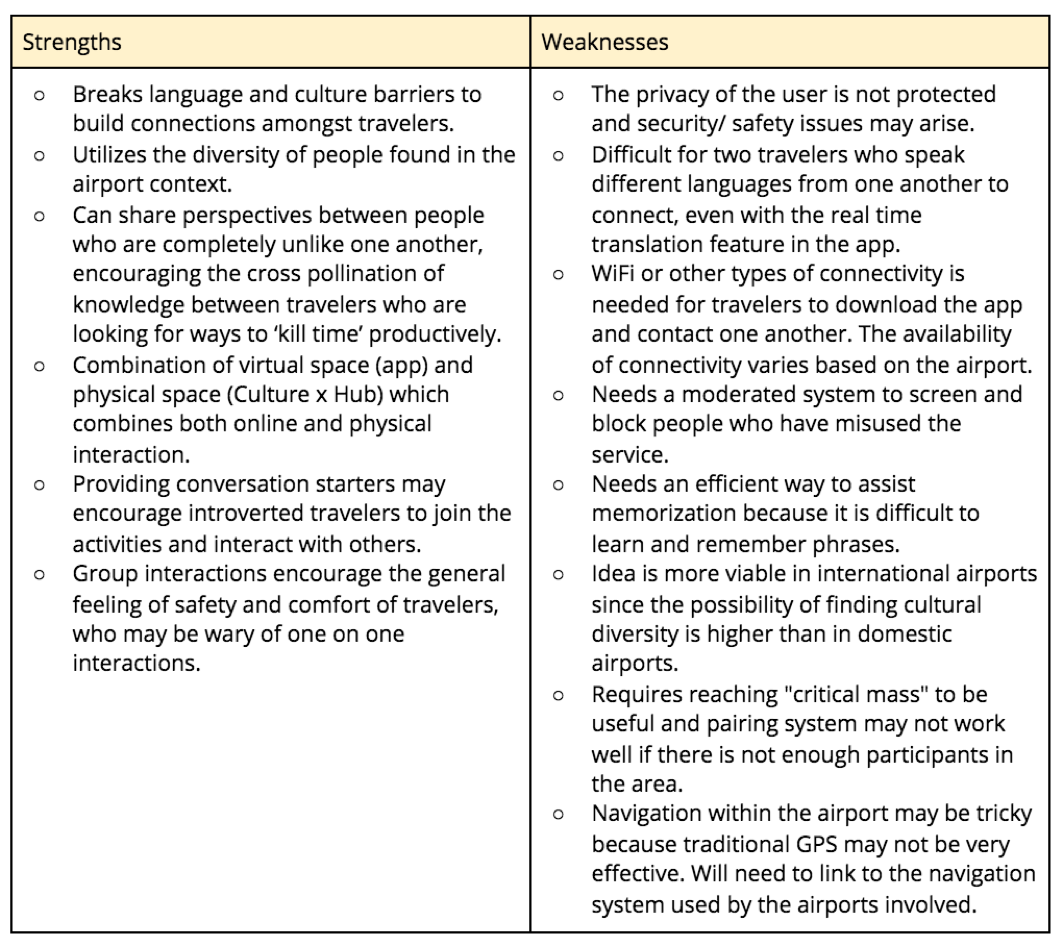 Strengths
○ Breaks language and culture barriers to
build connections amongst travelers.
○ Utilizes the diversity of people found in the
airport context.
○ Can share perspectives between people
who are completely unlike one another,
encouraging the cross pollination of
knowledge between travelers who are
looking for ways to ‘kill time’ productively.
○ Combination of virtual space (app) and
physical space (Culture x Hub) which
combines both online and physical
interaction.
○ Providing conversation starters may
encourage introverted travelers to join the
activities and interact with others.
○ Group interactions encourage the general
feeling of safety and comfort of travelers,
who may be wary of one on one
interactions.
Weaknesses
○ The privacy of the user is not protected
and security/ safety issues may arise.
○ Difficult for two travelers who speak
different languages from one another to
connect, even with the real time
translation feature in the app.
○ WiFi or other types of connectivity is
needed for travelers to download the app
and contact one another. The availability
of connectivity varies based on the airport.
○ Needs a moderated system to screen and
block people who have misused the
service.
○ Needs an efficient way to assist
memorization because it is difficult to
learn and remember phrases.
○ Idea is more viable in international airports
since the possibility of finding cultural
diversity is higher than in domestic
airports.
○ Requires reaching "critical mass" to be
useful and pairing system may not work
well if there is not enough participants in
the area.
○ Navigation within the airport may be tricky
because traditional GPS may not be very
effective. Will need to link to the navigation
system used by the airports involved.